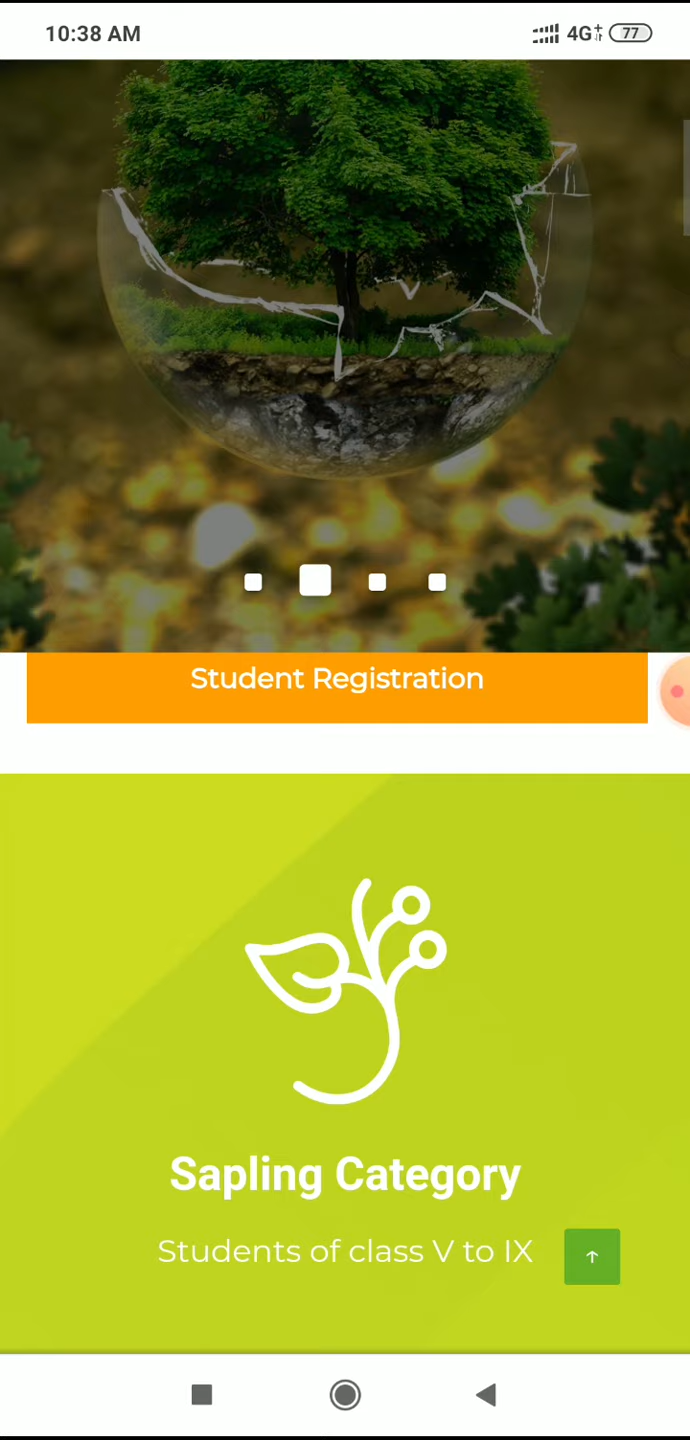 10:38 AM 4G+ 77
Student Registration
Sapling Category
Students of class V to IX